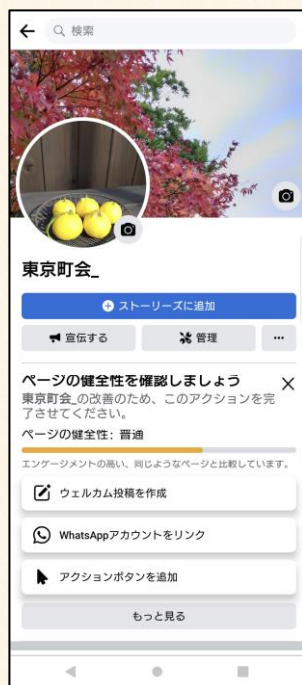 検索
東京町会_
ストーリーズに追加
宣伝する
管理
ページの健全性を確認しましょう
東京町会_の改善のため、このアクションを完
了させてください。
ページの健全性: 普通
エンゲージメントの高い、同じようなページと比較しています。
ウェルカム投稿を作成
WhatsAppアカウントをリンク
アクションボタンを追加
もっと見る